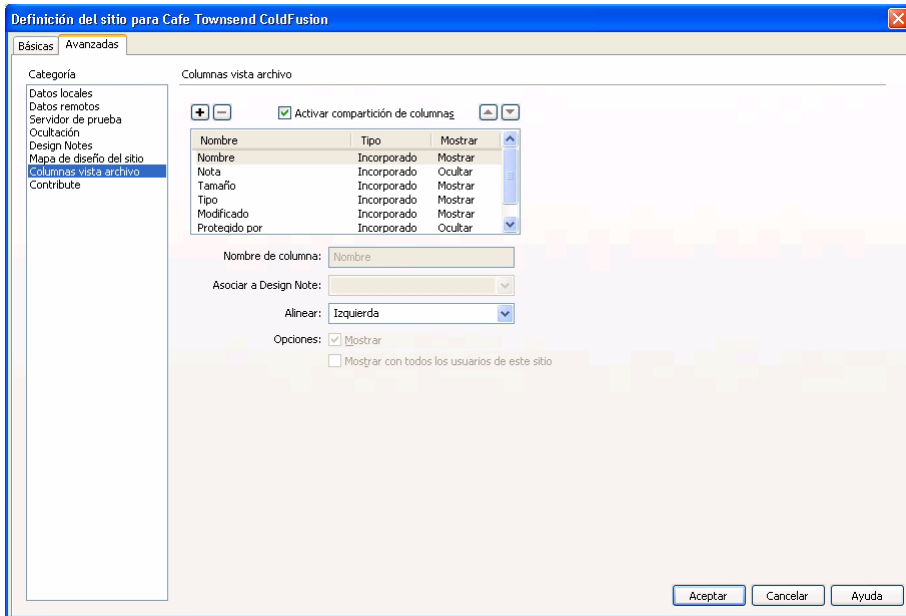 Definición del sitio para Cafe Townsend ColdFusion
Básicas Avanzadas
Categoría
Datos locales
Datos remotos
Servidor de prueba
Ocultación
Design Notes
Mapa de diseño del sitio
Columnas vista archivo
Contribute
Columnas vista archivo
Activar compartición de columnas
Nombre Tipo Mostrar
Nombre Incorporado Mostrar
Nota Incorporado Ocultar
Tamaño Incorporado Mostrar
Tipo Incorporado Mostrar
Modificado Incorporado Mostrar
Protegido por Incorporado Ocultar
Nombre de columna: Nombre
Asociar a Design Note:
Alinear: Izquierda
Opciones: Mostrar
Mostrar con todos los usuarios de este sitio
Aceptar Cancelar Ayuda